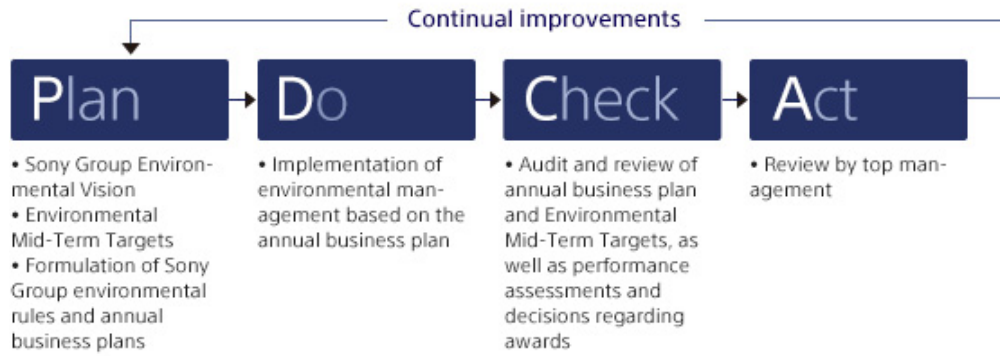 Continual improvements
Plan
• Sony Group Environ-
mental Vision
• Environmental
Mid-Term Targets
• Formulation of Sony
Group environmental
rules and annual
business plans
Do
• Implementation of
environmental man-
agement based on the
annual business plan
Check
• Audit and review of
annual business plan
and Environmental
Mid-Term Targets, as
well as performance
assessments and
decisions regarding
awards
Act
• Review by top man-
agement